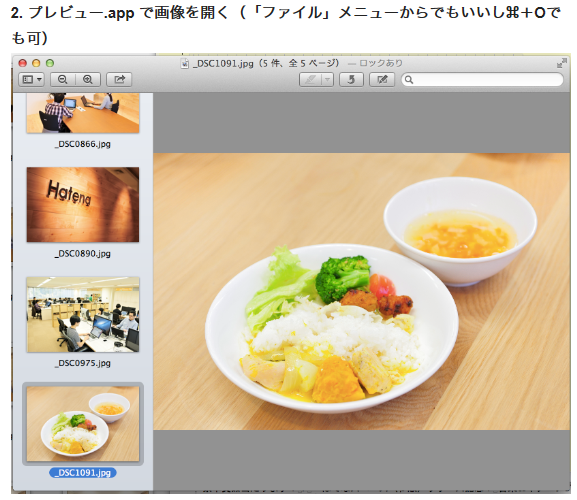 2. プレビュー.app で画像を開く（「ファイル」メニューからでもいいし⌘+Oで
も可）
_DSC1091.jpg（5 件、全 5 ページ） — ロックあり
_DSC0866.jpg
Hatena
_DSC0890.jpg
_DSC0975.jpg
_DSC1091.jpg